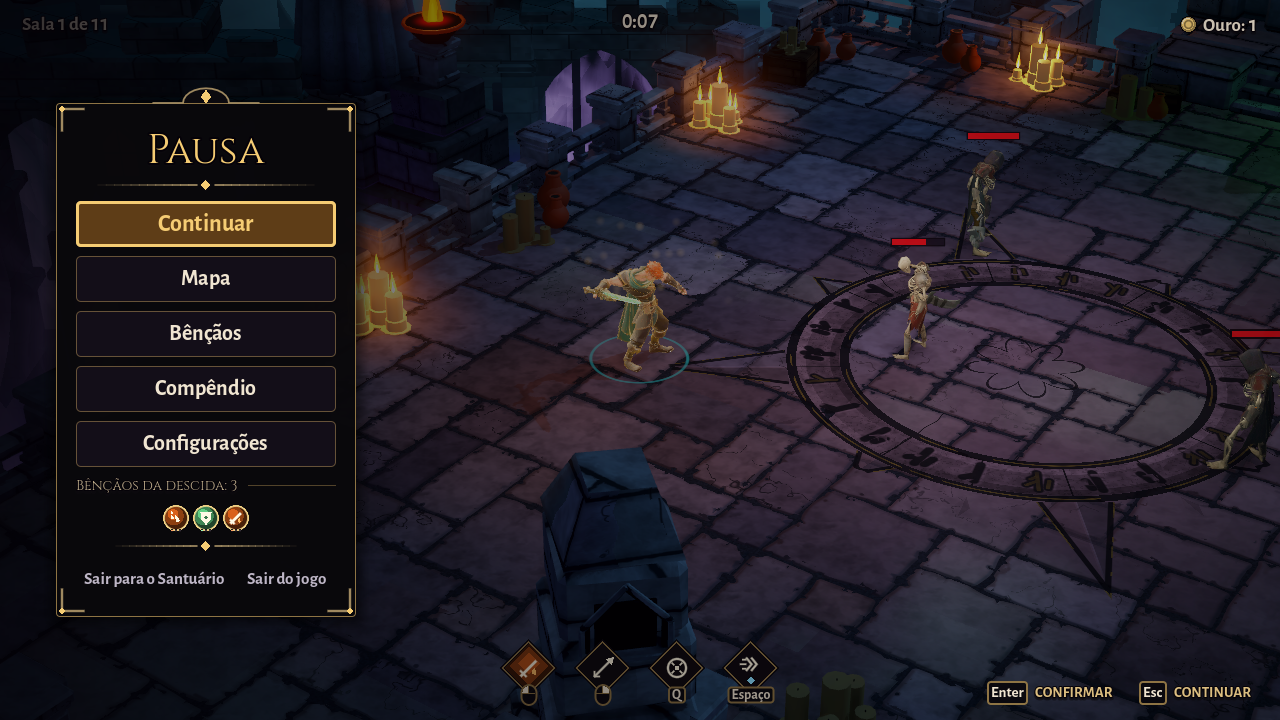 Sala 1 de 11
0:07
Ouro: 1
Pausa
Continuar
Mapa
Bênçãos
Compêndio
Configurações
Bênçãos da descida: 3
Sair para o Santuário
Sair do jogo
Q
Espaço
Enter CONFIRMAR
Esc CONTINUAR